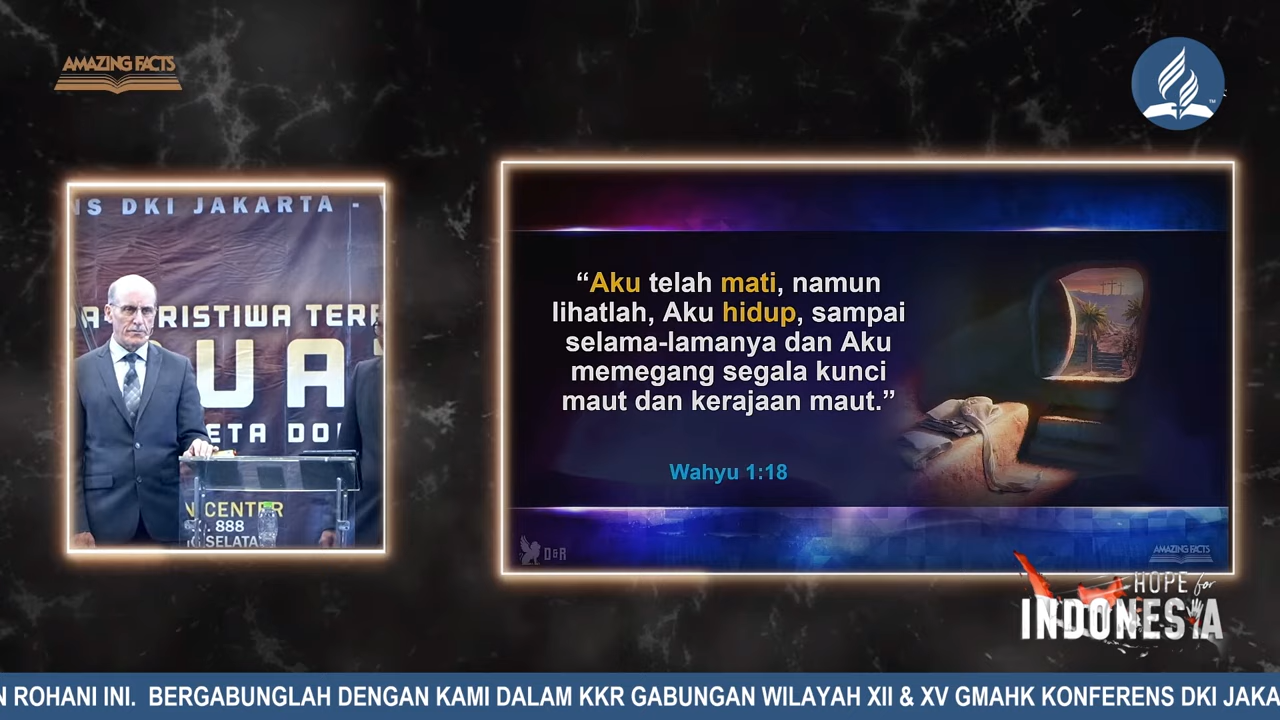 AMAZING FACTS
NS DKI JAKARTA -
RISTIWA TER
UA
ETA DO
N CENTER
. 888
G SELATA
“Aku telah mati, namun
lihatlah, Aku hidup, sampai
selama-lamanya dan Aku
memegang segala kunci
maut dan kerajaan maut.”
Wahyu 1:18
D&R
AMAZING FACTS
HOPE for
INDONESIA
N ROHANI INI. BERGABUNGLAH DENGAN KAMI DALAM KKR GABUNGAN WILAYAH XII & XV GMAHK KONFERENS DKI JAKA